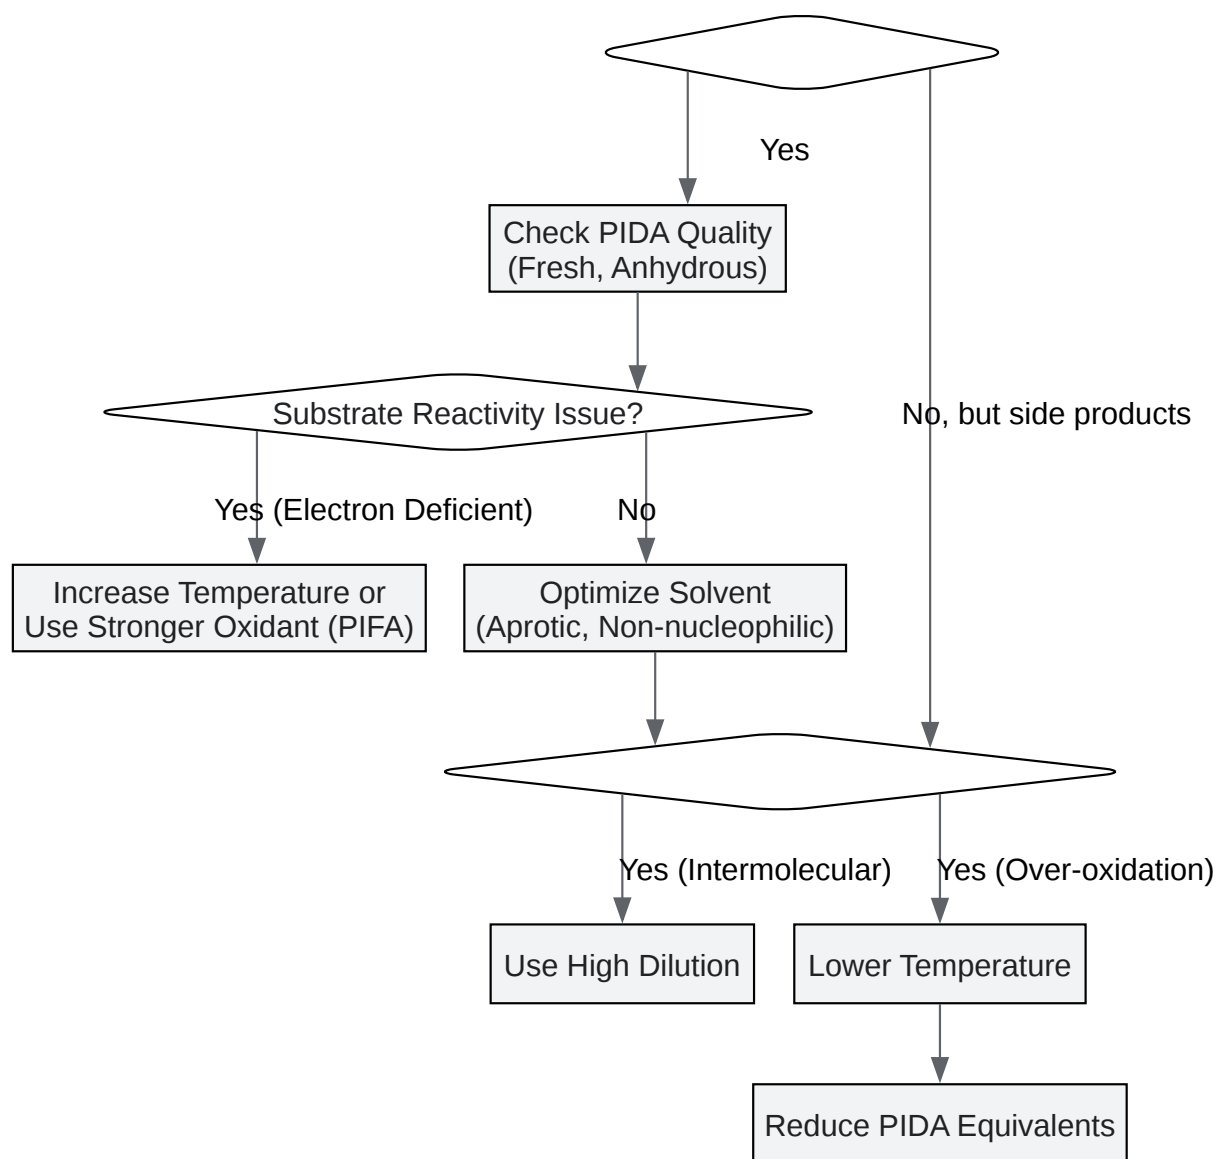 Yes
Check PIDA Quality
(Fresh, Anhydrous)
Substrate Reactivity Issue?
No, but side products
Yes (Electron Deficient)
No
Increase Temperature or
Use Stronger Oxidant (PIFA)
Optimize Solvent
(Aprotic, Non-nucleophilic)
Yes (Intermolecular)
Yes (Over-oxidation)
Use High Dilution
Lower Temperature
Reduce PIDA Equivalents